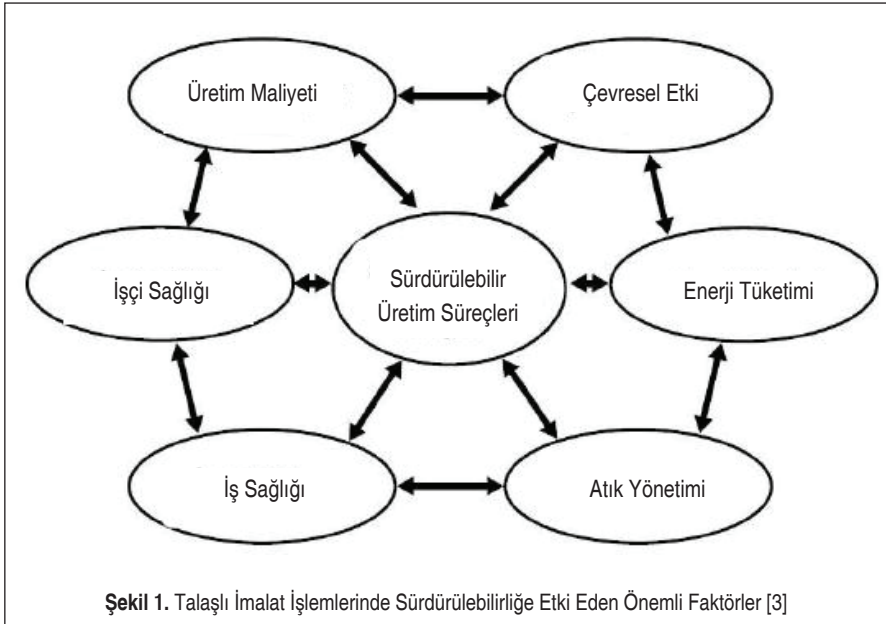 Üretim Maliyeti
Çevresel Etki
İşçi Sağlığı
Sürdürülebilir
Üretim Süreçleri
Enerji Tüketimi
İş Sağlığı
Atık Yönetimi
Şekil 1. Talaşlı İmalat İşlemlerinde Sürdürülebilirliğe Etki Eden Önemli Faktörler [3]